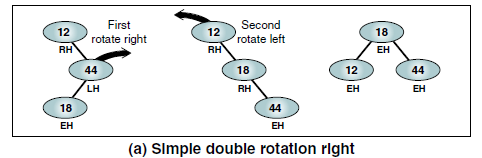 12
RH
First
rotate right
44
LH
18
EH
12
RH
Second
rotate left
18
RH
44
EH
18
EH
12
EH
44
EH
(a) Simple double rotation right